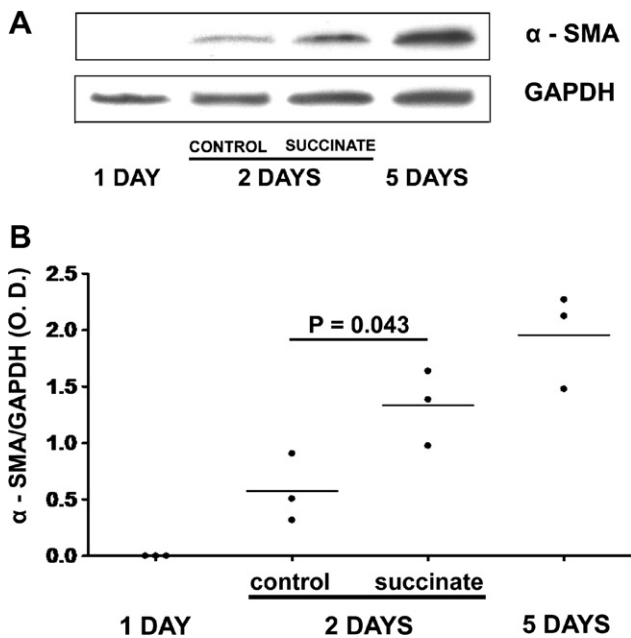 A
α - SMA
GAPDH
CONTROL SUCCINATE
1 DAY 2 DAYS 5 DAYS
B
α - SMA/GAPDH (O. D.)
2.5
2.0
1.5
1.0
0.5
0.0
P = 0.043
control succinate
1 DAY 2 DAYS 5 DAYS